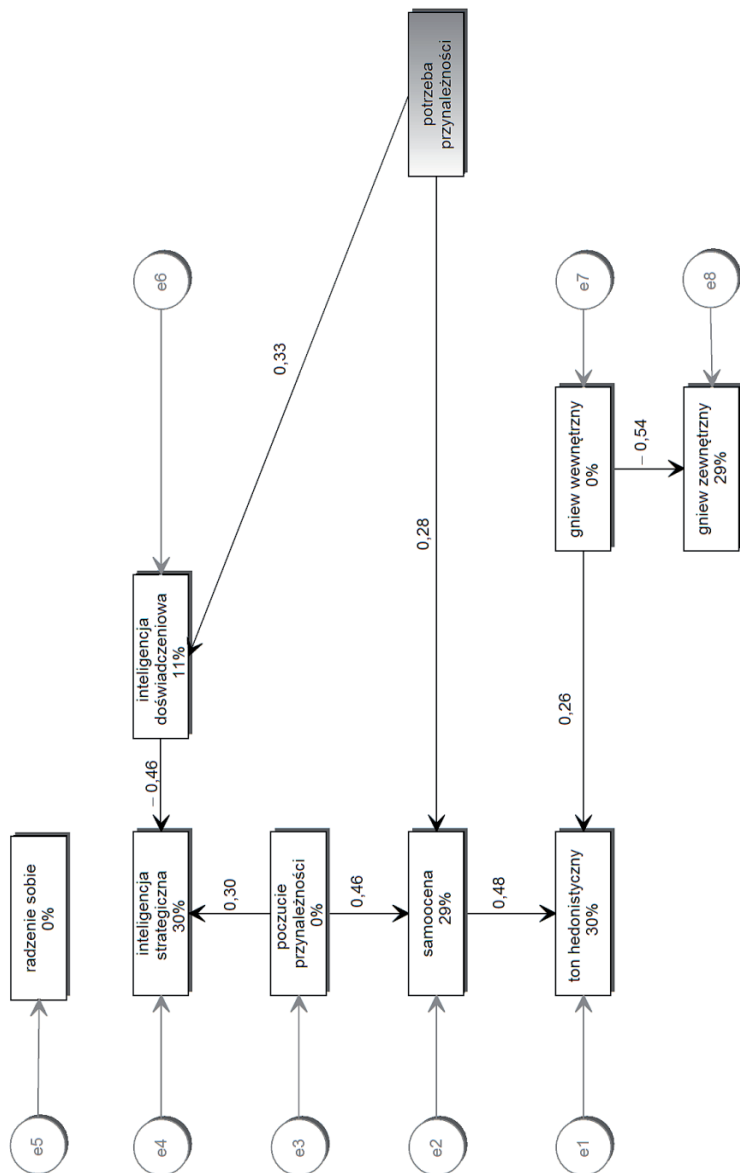 e5
radzenie sobie
0%
e4
inteligencja
strategiczna
30%
– 0,46
inteligencja
doświadczeniowa
11%
e6
0,30
0,33
e3
poczucie
przynależności
0%
0,46
e2
samoocena
29%
0,28
potrzeba
przynależności
0,48
e1
ton hedonistyczny
30%
0,26
gniew wewnętrzny
0%
e7
– 0,54
gniew zewnętrzny
29%
e8